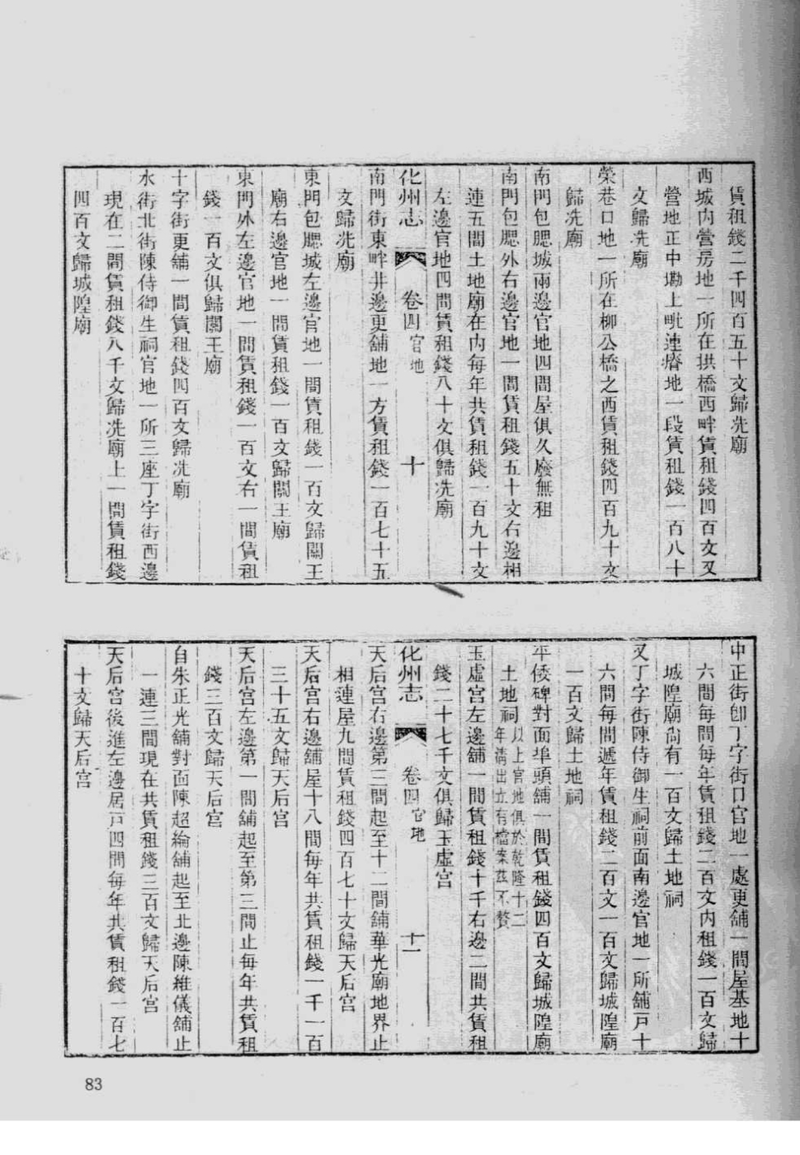 賃租錢二千四百五十文歸冼廟
西城內營房地一所在拱橋西畔賃租錢四百文又
營地正中墈上毗連瘠地一段賃租錢一百八十
文歸冼廟
榮巷口地一所在柳公橋之西賃租錢四百九十文
歸冼廟
南門包腮城兩邊官地四間屋俱久廢無租
南門包腮外右邊官地一間賃租錢五十文右邊相
連五間土地廟在內每年共賃租錢一百九十文
左邊官地四間賃租錢八十文俱歸冼廟
化州志 卷四 官地 十
南門街東畔井邊更舖地一方賃租錢一百七十五
文歸冼廟
東門包腮城左邊官地一間賃租錢一百文歸關王
廟右邊官地一間賃租錢一百文歸關王廟
東門外左邊官地一間賃租錢一百文右一間賃租
錢一百文俱歸關王廟
十字街更舖一間賃租錢四百文歸冼廟
水街北街陳侍御生祠官地一所三座丁字街西邊
現在二間賃租錢八千文歸冼廟上一間賃租錢
四百文歸城隍廟
中正街卽丁字街口官地一處更舖一間屋基地十
六間每間每年賃租錢二百文內租錢一百文歸
城隍廟尚有一百文歸土地祠
又丁字街陳侍御生祠前面南邊官地一所舖戸十
六間每間遞年賃租錢二百文一百文歸城隍廟
一百文歸土地祠
平倭碑對面埠頭舖一間賃租錢四百文歸城隍廟
土地祠 以上官地俱於乾隆十二
年淸出立有檔案茲不贅
玉虛宮左邊舖一間賃租錢十千右邊二間共賃租
錢二十七千文俱歸玉虛宮
化州志 卷四 官地 十一
天后宮右邊第三間起至十二間舖華光廟地界止
相連屋九間賃租錢四百七十文歸天后宮
天后宮右邊舖屋十八間每年共賃租錢一千一百
三十五文歸天后宮
天后宮左邊第一間舖起至第三間止每年共賃租
錢三百文歸天后宮
自朱正光舖對面陳超綸舖起至北邊陳維儀舖止
一連三間現在共賃租錢三百文歸天后宮
天后宮後進左邊居戸四間每年共賃租錢一百七
十文歸天后宮
83